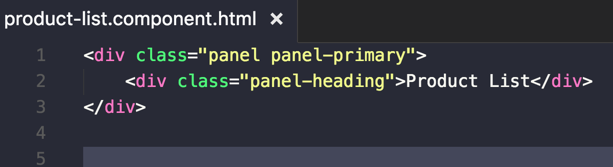 product-list.component.html ×
1 <div class="panel panel-primary">
2     <div class="panel-heading">Product List</div>
3 </div>
4
5